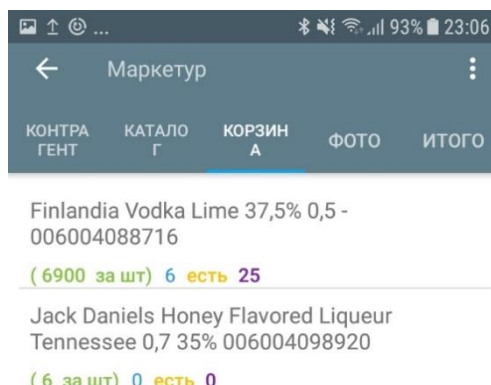 ... 93% 23:06
Маркетур
КОНТРА
ГЕНТ
КАТАЛО
Г
КОРЗИН
А
ФОТО
ИТОГО
Finlandia Vodka Lime 37,5% 0,5 -
006004088716
( 6900 за шт) 6 есть 25
Jack Daniels Honey Flavored Liqueur
Tennessee 0,7 35% 006004098920
( 6 за шт) 0 есть 0